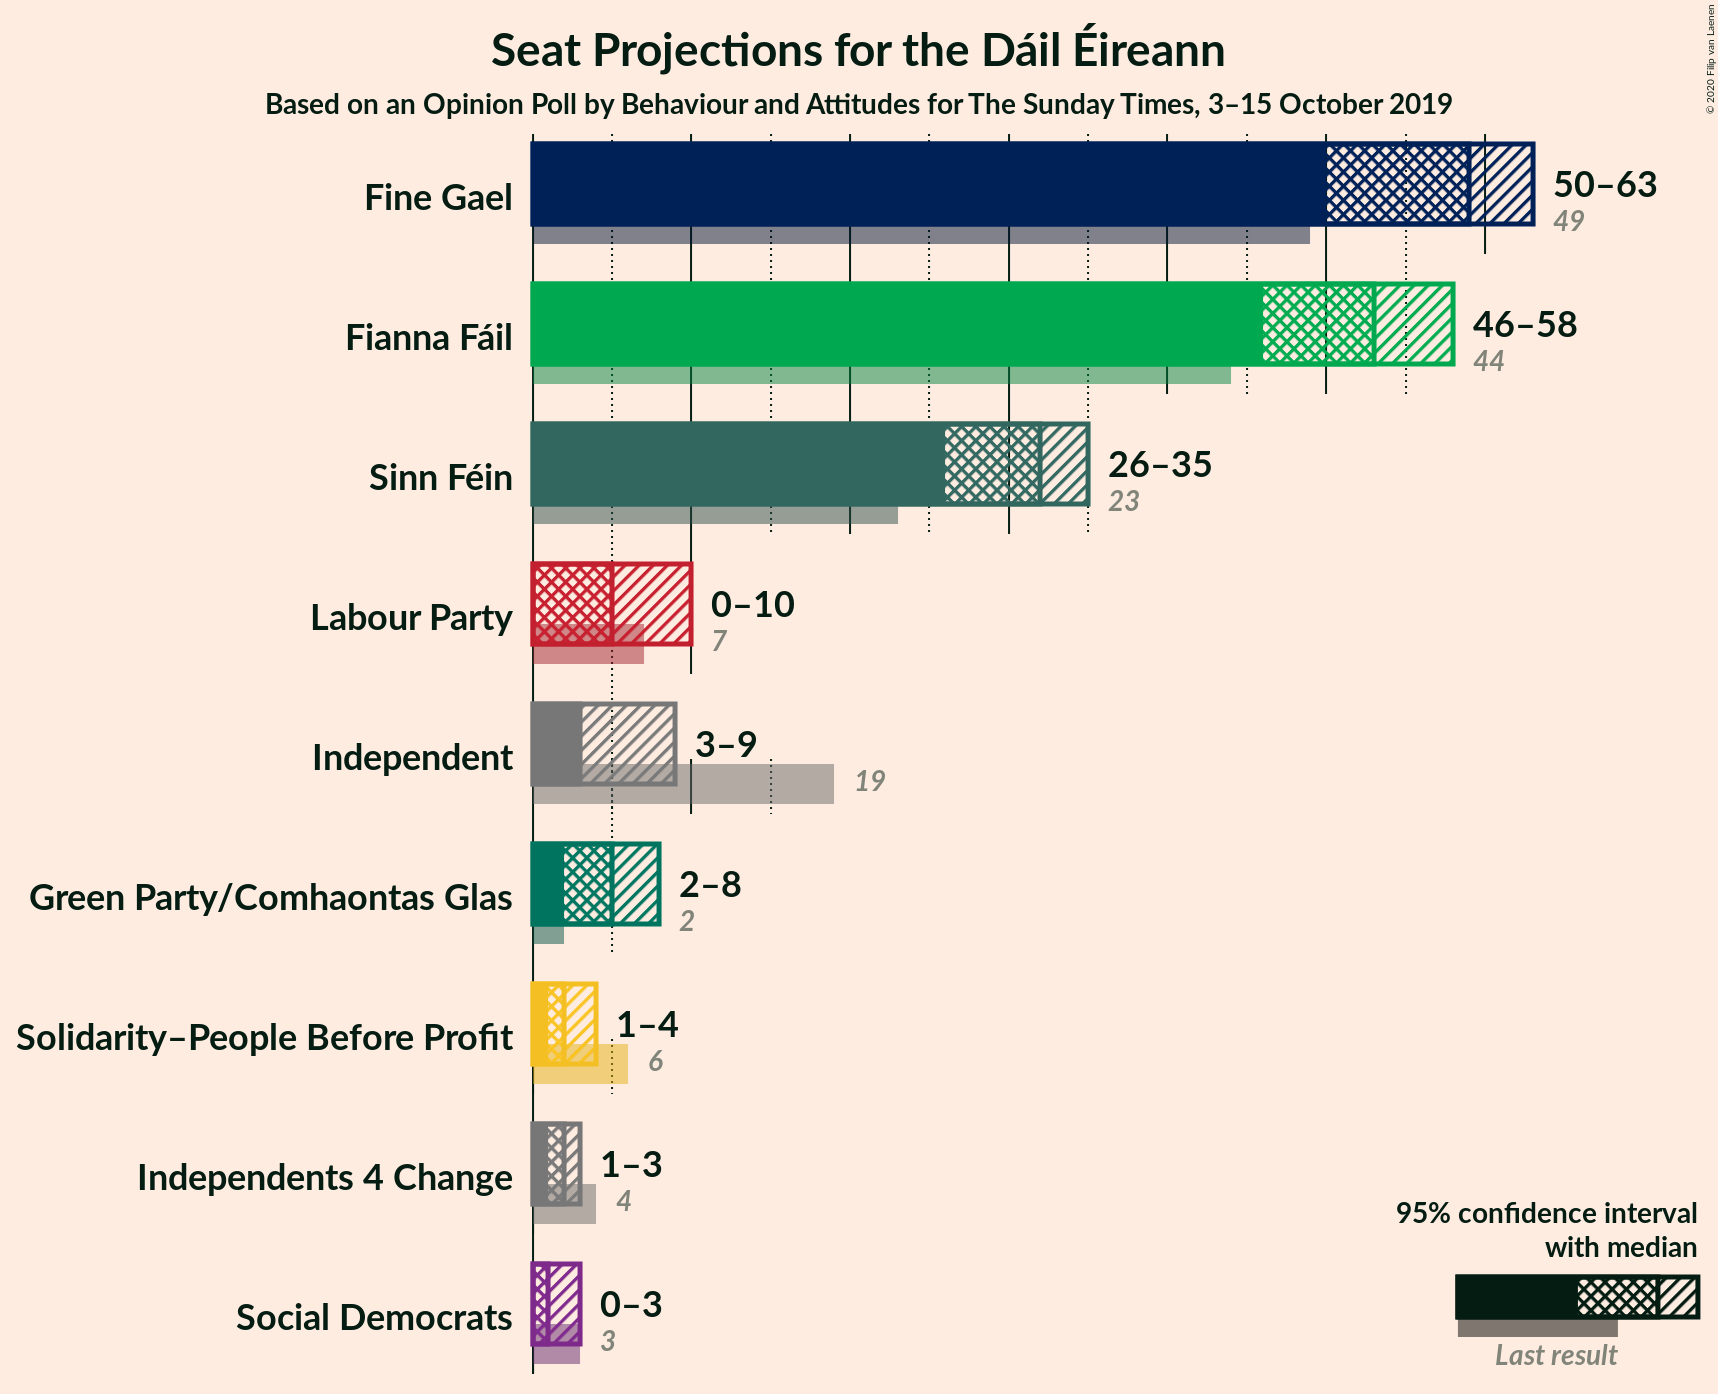 Seat Projections for the Dáil Éireann
Based on an Opinion Poll by Behaviour and Attitudes for The Sunday Times, 3–15 October 2019
© 2020 Filip van Laenen
Fine Gael
50–63
49
Fianna Fáil
46–58
44
Sinn Féin
26–35
23
Labour Party
0–10
7
Independent
3–9
19
Green Party/Comhaontas Glas
2–8
2
Solidarity–People Before Profit
1–4
6
Independents 4 Change
1–3
4
Social Democrats
0–3
3
95% confidence interval
with median
Last result